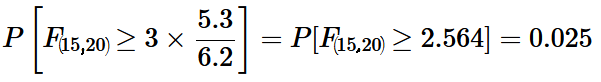 P[F(15,20) ≥ 3 × 5.3/6.2] = P[F(15,20) ≥ 2.564] = 0.025